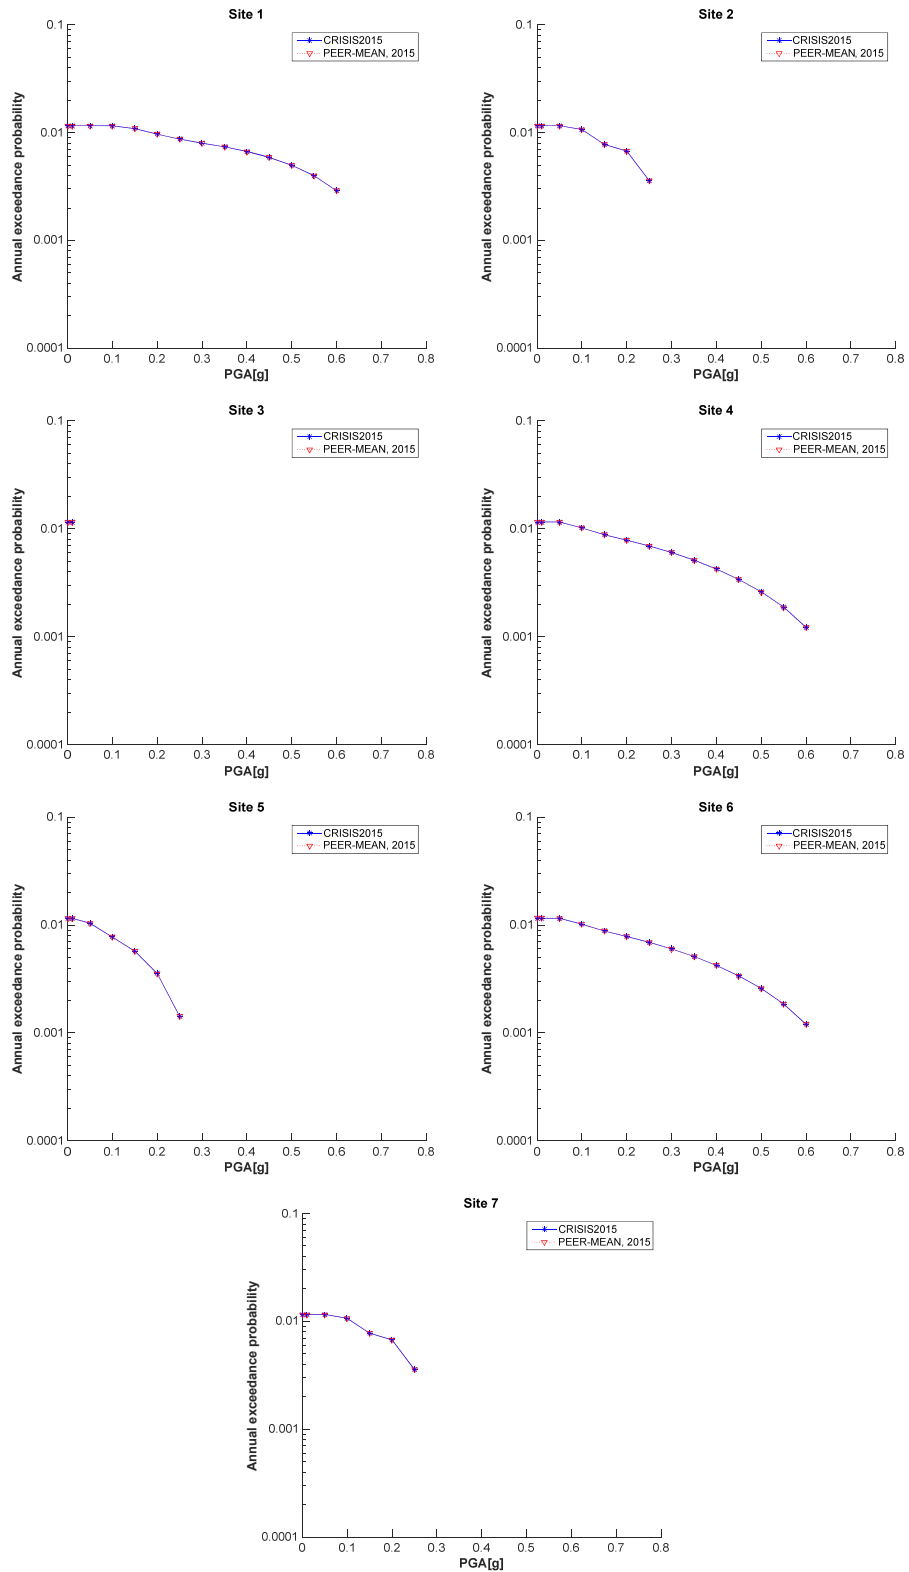 Site 1
CRISIS2015
PEER-MEAN, 2015
Annual exceedance probability
0.1
0.01
0.001
0.0001
0 0.1 0.2 0.3 0.4 0.5 0.6 0.7 0.8
PGA[g]
Site 2
CRISIS2015
PEER-MEAN, 2015
Annual exceedance probability
0.1
0.01
0.001
0.0001
0 0.1 0.2 0.3 0.4 0.5 0.6 0.7 0.8
PGA[g]
Site 3
CRISIS2015
PEER-MEAN, 2015
Annual exceedance probability
0.1
0.01
0.001
0.0001
0 0.1 0.2 0.3 0.4 0.5 0.6 0.7 0.8
PGA[g]
Site 4
CRISIS2015
PEER-MEAN, 2015
Annual exceedance probability
0.1
0.01
0.001
0.0001
0 0.1 0.2 0.3 0.4 0.5 0.6 0.7 0.8
PGA[g]
Site 5
CRISIS2015
PEER-MEAN, 2015
Annual exceedance probability
0.1
0.01
0.001
0.0001
0 0.1 0.2 0.3 0.4 0.5 0.6 0.7 0.8
PGA[g]
Site 6
CRISIS2015
PEER-MEAN, 2015
Annual exceedance probability
0.1
0.01
0.001
0.0001
0 0.1 0.2 0.3 0.4 0.5 0.6 0.7 0.8
PGA[g]
Site 7
CRISIS2015
PEER-MEAN, 2015
Annual exceedance probability
0.1
0.01
0.001
0.0001
0 0.1 0.2 0.3 0.4 0.5 0.6 0.7 0.8
PGA[g]